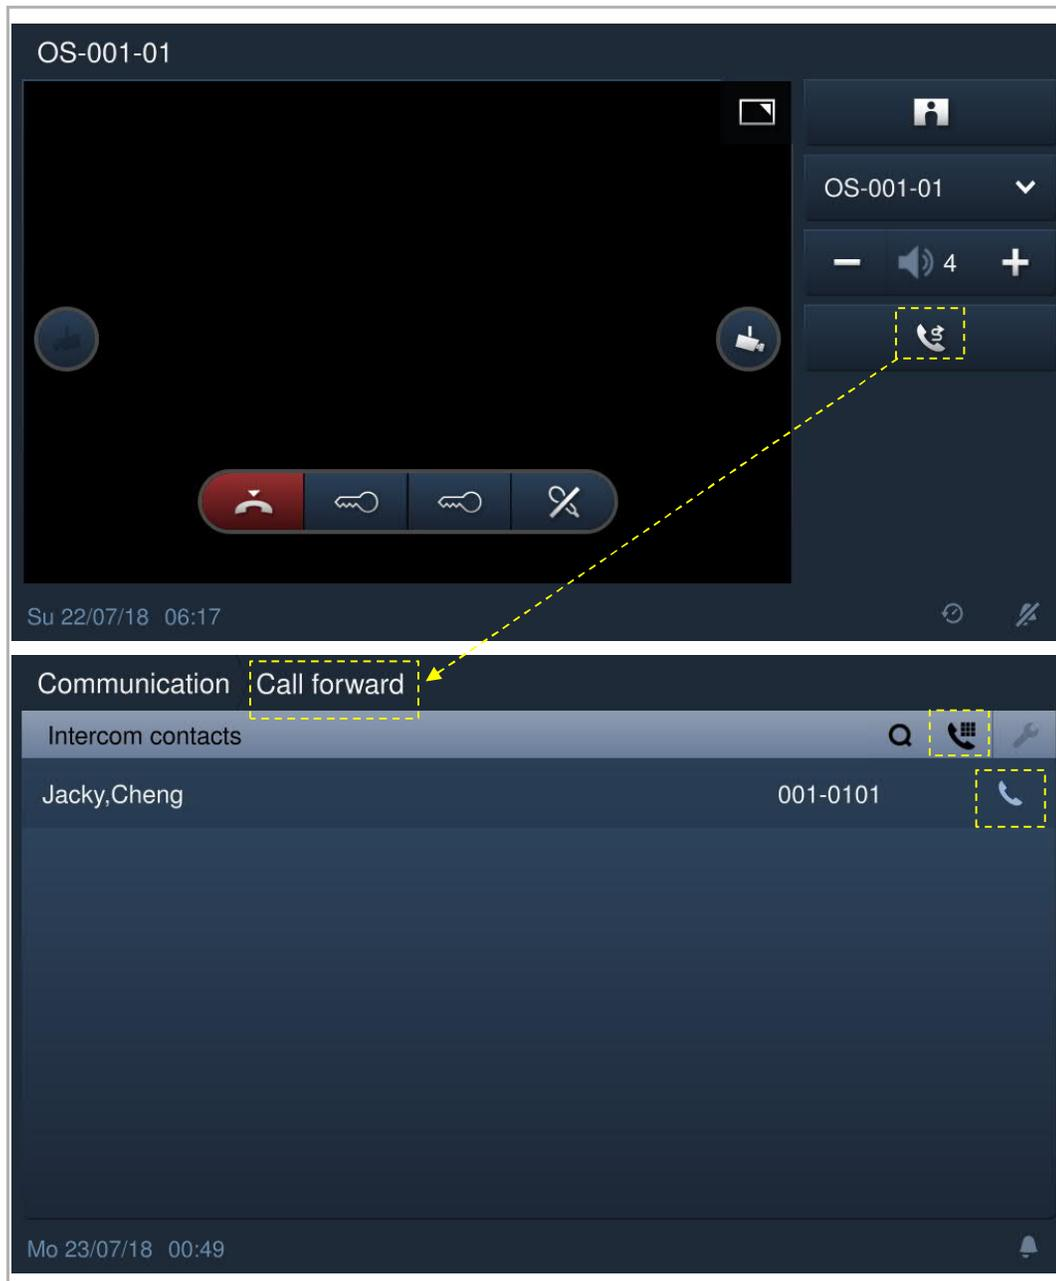 OS-001-01
OS-001-01
4
Su 22/07/18 06:17
Communication Call forward
Intercom contacts
Jacky,Cheng 001-0101
Mo 23/07/18 00:49